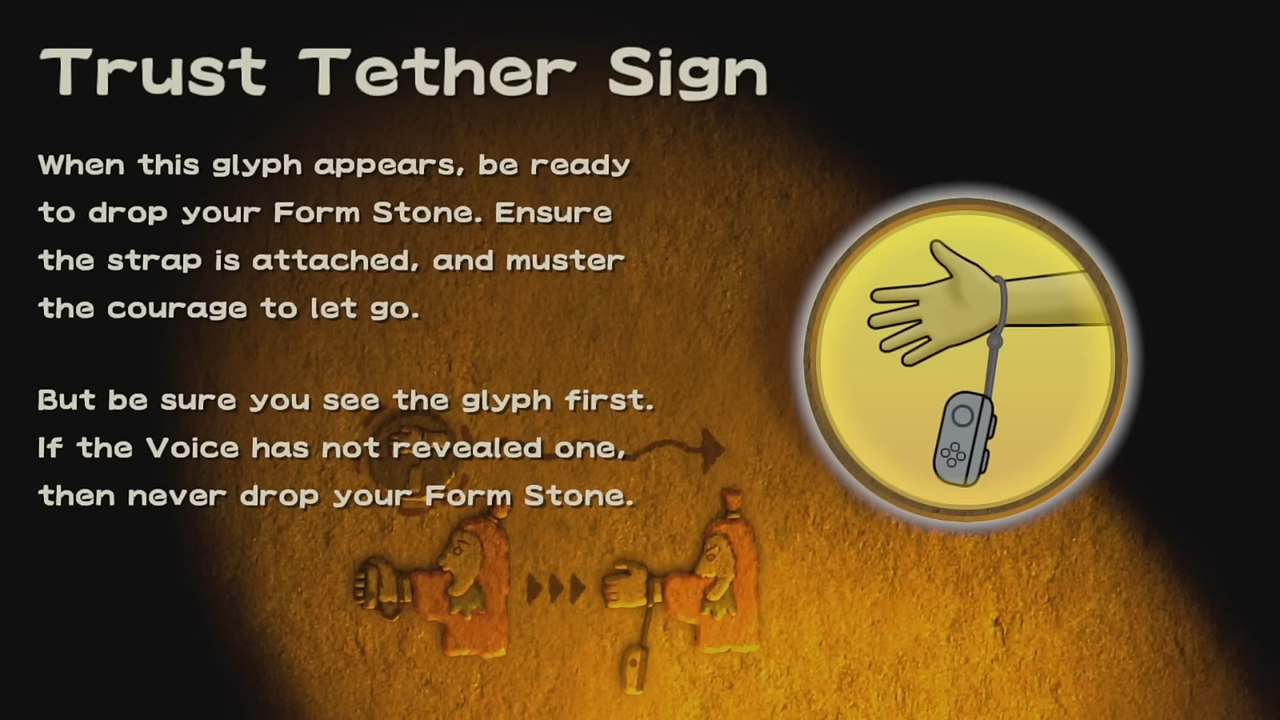 Trust Tether Sign
When this glyph appears, be ready
to drop your Form Stone. Ensure
the strap is attached, and muster
the courage to let go.
But be sure you see the glyph first.
If the Voice has not revealed one,
then never drop your Form Stone.